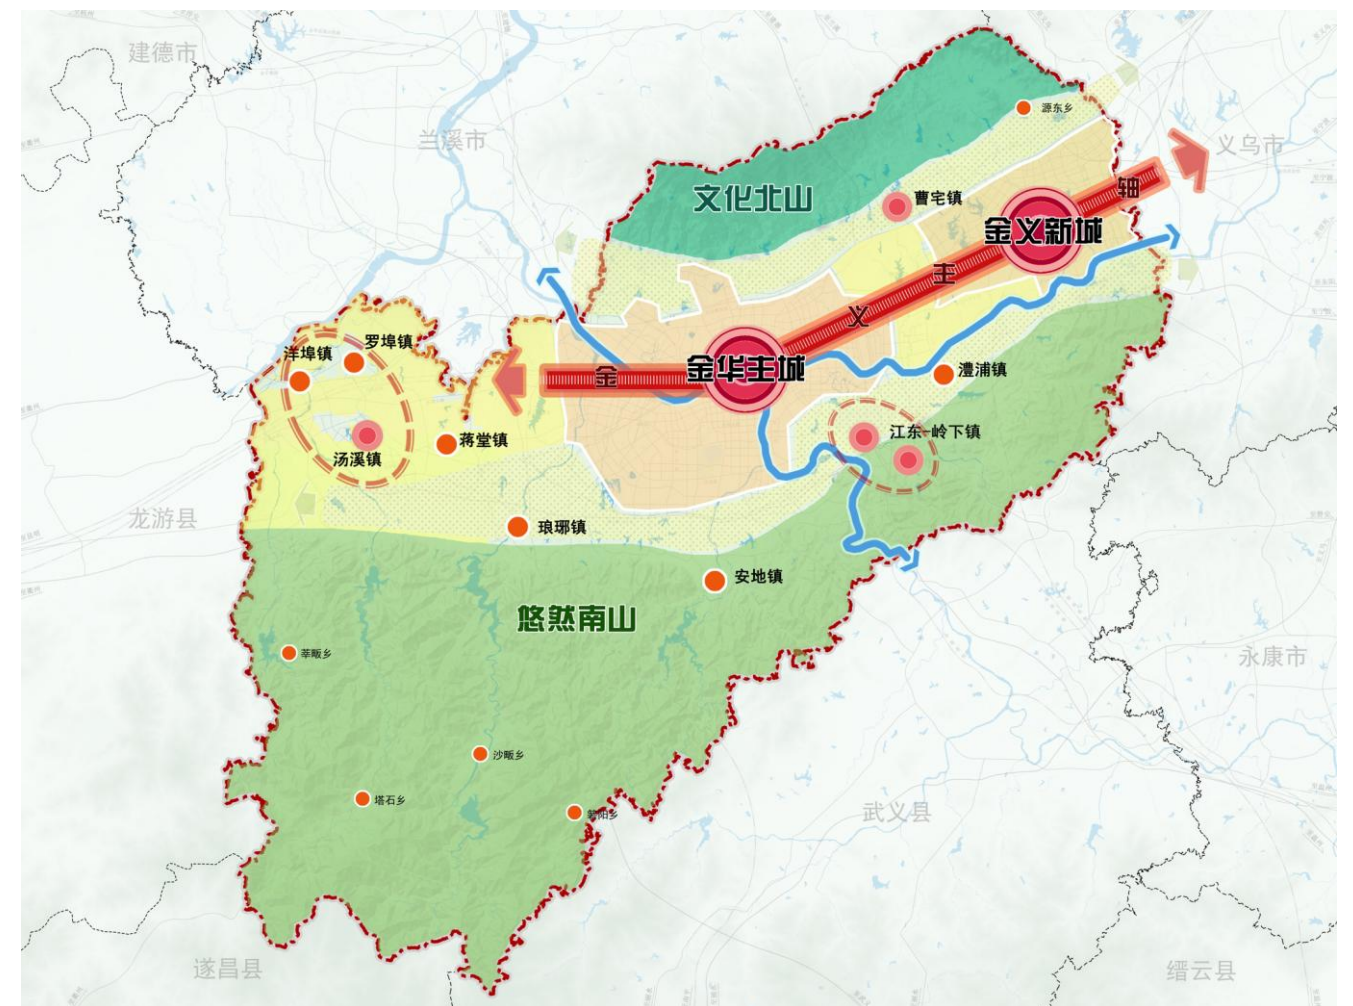 建德市
兰溪市
源东乡
义乌市
文化北山
曹宅镇
轴
金义新城
主
义
洋埠镇
罗埠镇
金
金华主城
澧浦镇
汤溪镇
蒋堂镇
江东-岭下镇
龙游县
琅琊镇
安地镇
悠然南山
莘畈乡
永康市
沙畈乡
塔石乡
箬阳乡
武义县
遂昌县
缙云县